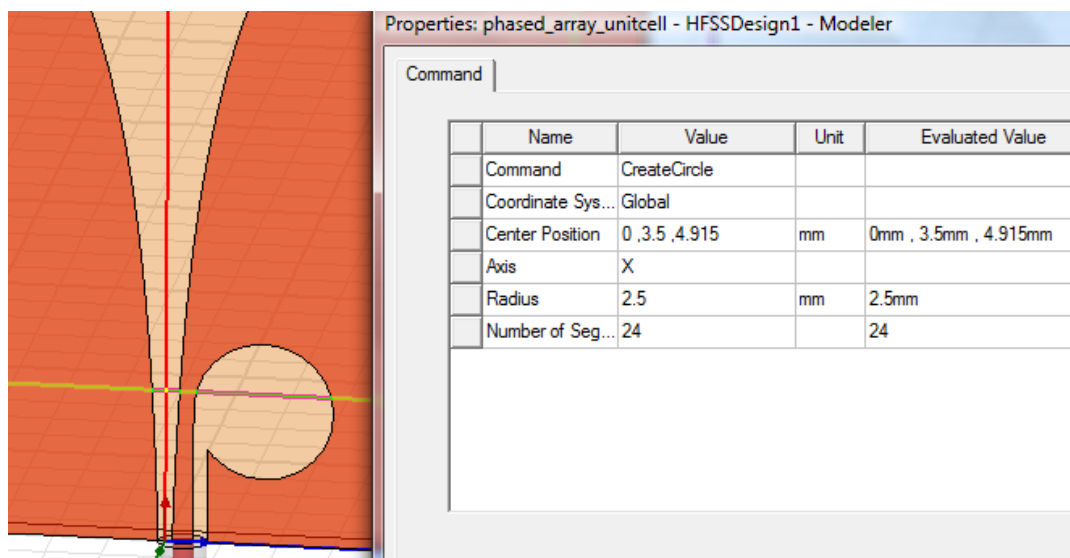 Properties: phased_array_unitcell - HFSSDesign1 - Modeler
Command
Name Value Unit Evaluated Value
Command CreateCircle
Coordinate Sys... Global
Center Position 0 ,3.5 ,4.915 mm 0mm , 3.5mm , 4.915mm
Axis X
Radius 2.5 mm 2.5mm
Number of Seg... 24 24